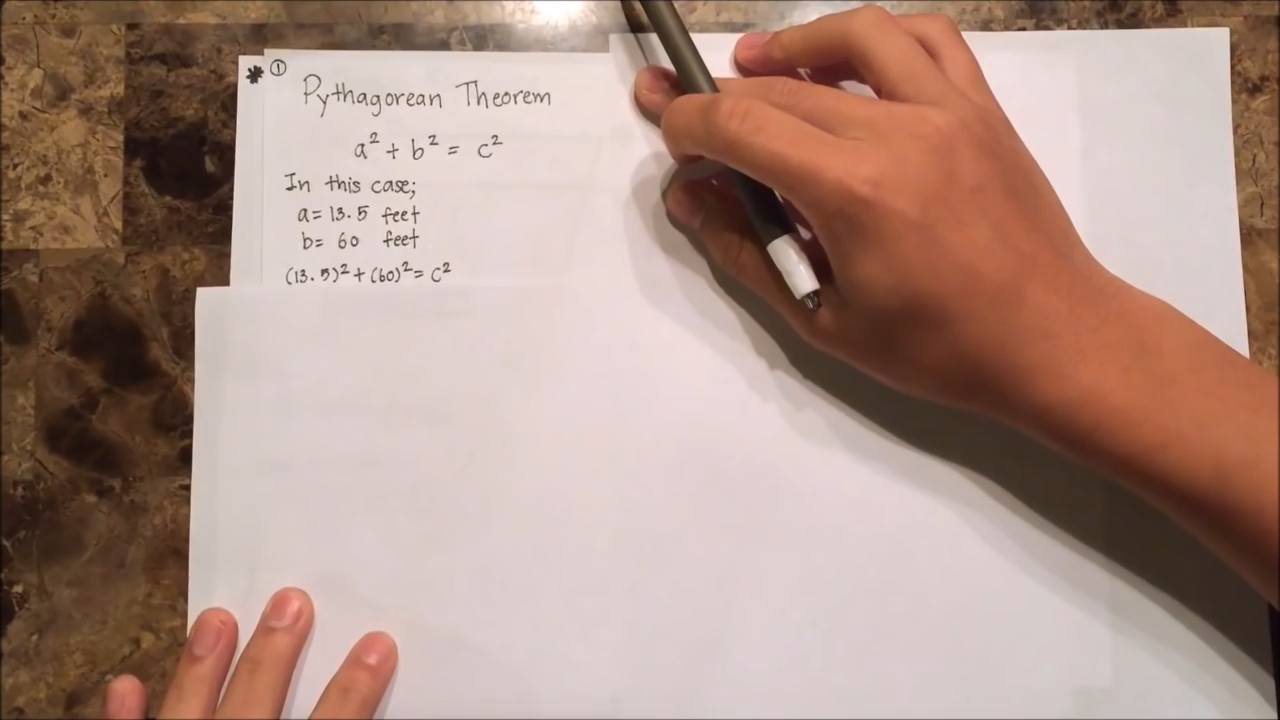 * ①
Pythagorean Theorem
a² + b² = c²
In this case;
a= 13.5 feet
b= 60 feet
(13.5)² + (60)² = c²